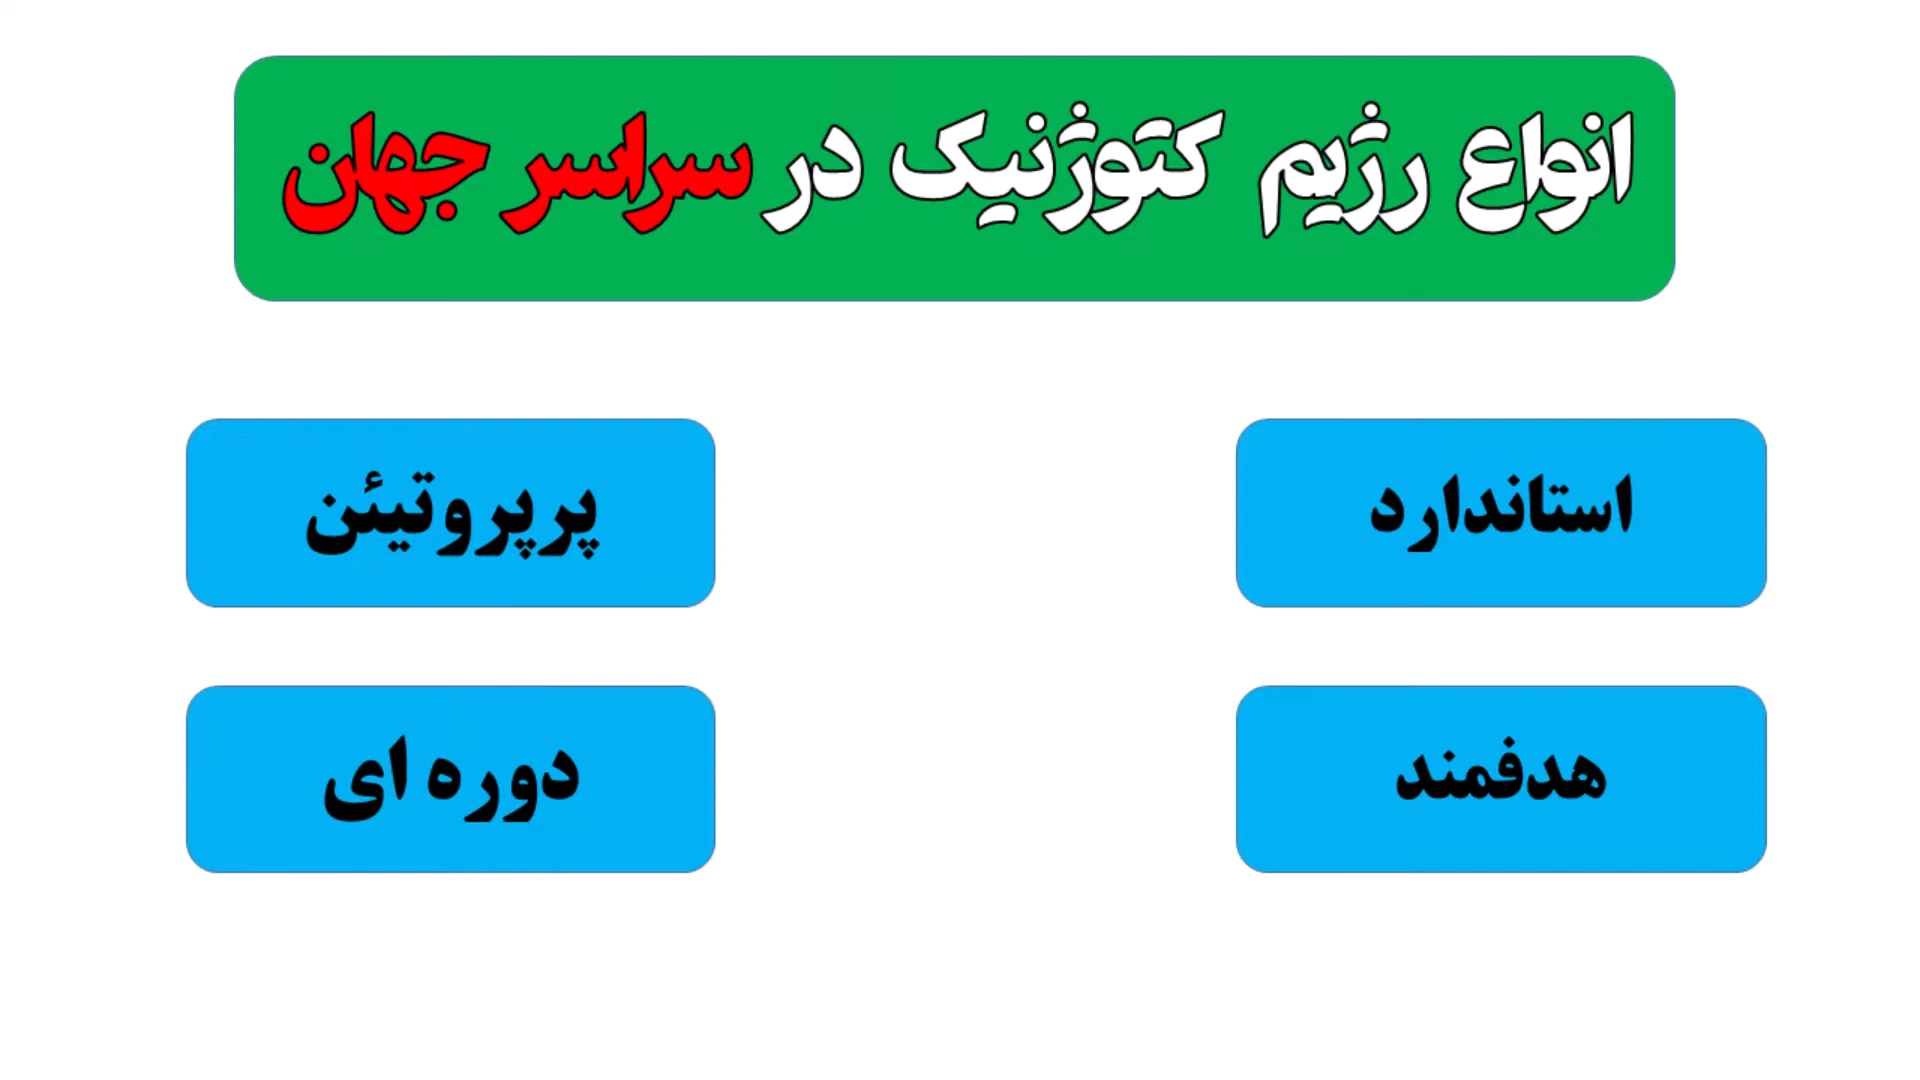 انواع رژیم کتوژنیک در سراسر جهان
استاندارد
پرپروتیئن
هدفمند
دوره ای